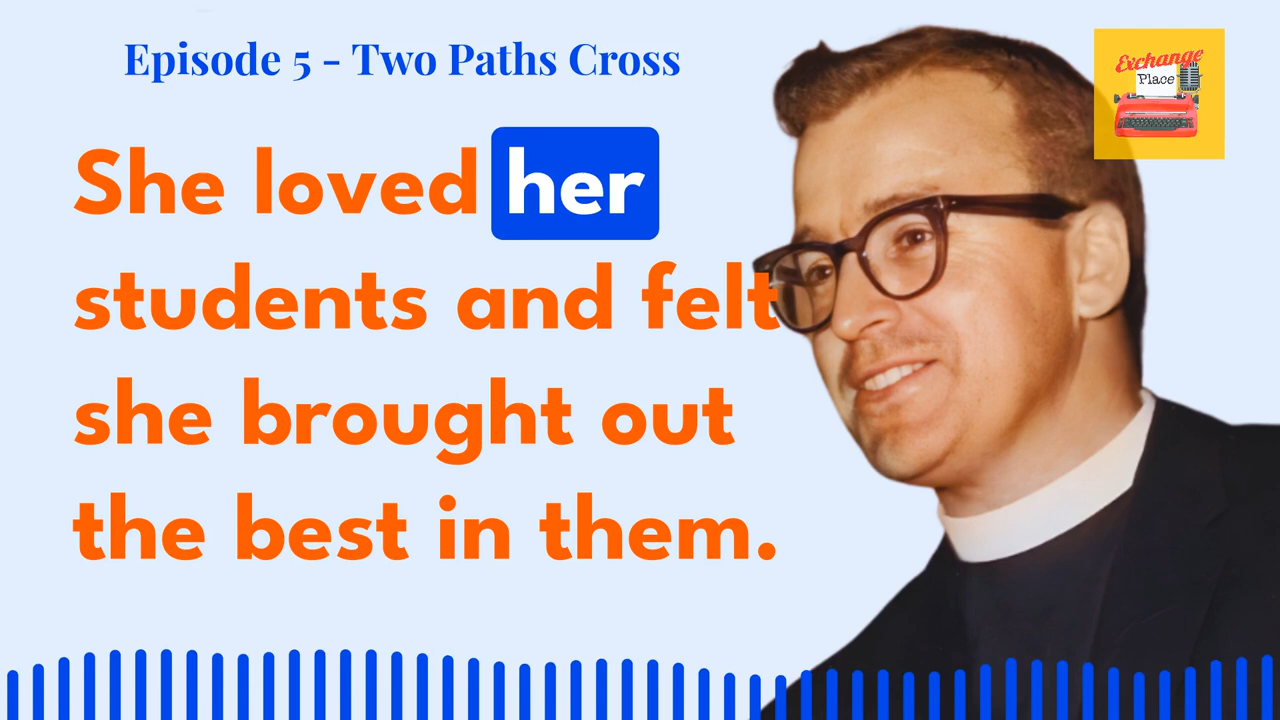 Episode 5 - Two Paths Cross
Exchange
Place
She loved her
students and felt
she brought out
the best in them.